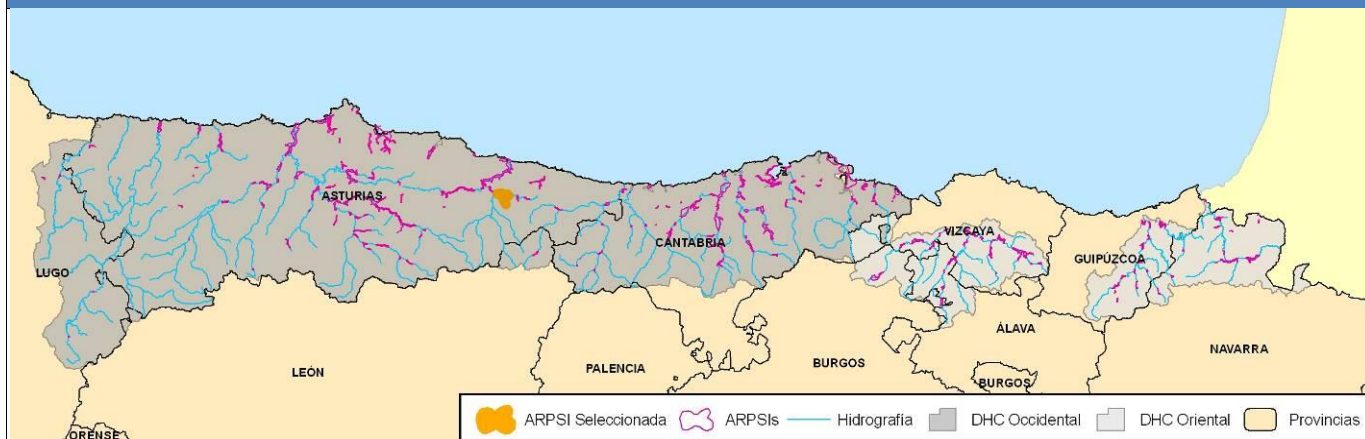 ASTURIAS
LUGO
CANTABRIA
VIZCAYA
GUIPÚZCOA
ÁLAVA
NAVARRA
LEÓN
PALENCIA
BURGOS
BURGOS
ORENSE
ARPSI Seleccionada
ARPSIs
Hidrografía
DHC Occidental
DHC Oriental
Provincias